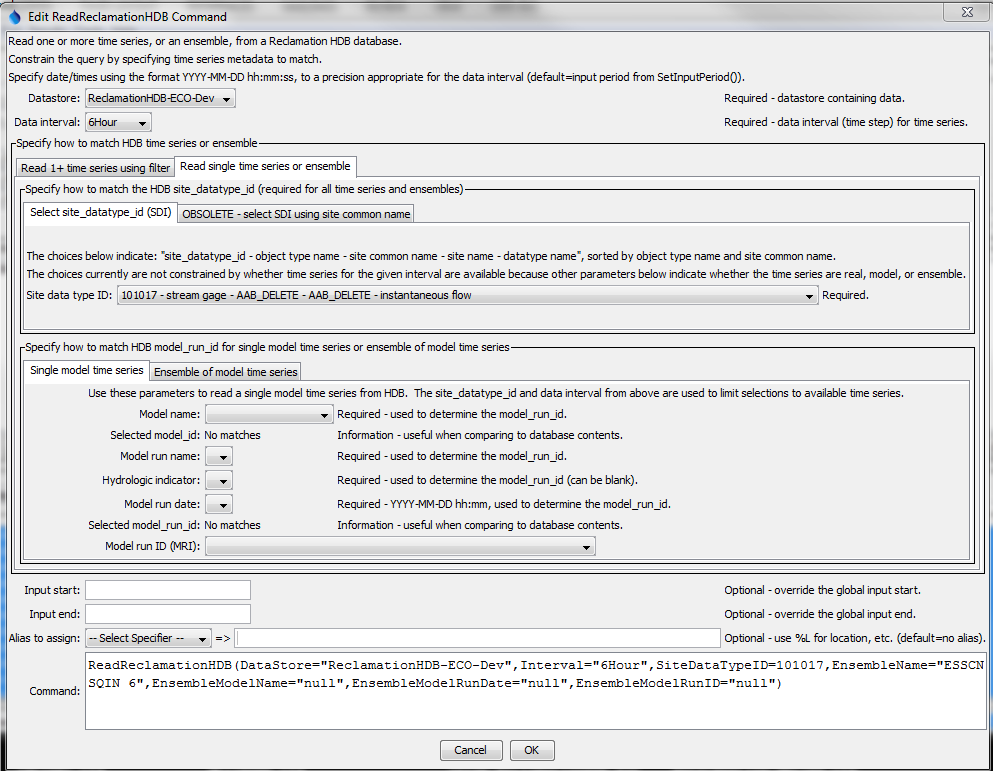 Edit ReadReclamationHDB Command
Read one or more time series, or an ensemble, from a Reclamation HDB database.
Constrain the query by specifying time series metadata to match.
Specify date/times using the format YYYY-MM-DD hh:mm:ss, to a precision appropriate for the data interval (default=input period from SetInputPeriod()).
Datastore: ReclamationHDB-ECO-Dev Required - datastore containing data.
Data interval: 6Hour Required - data interval (time step) for time series.
Specify how to match HDB time series or ensemble
Read 1+ time series using filter Read single time series or ensemble
Specify how to match the HDB site_datatype_id (required for all time series and ensembles)
Select site_datatype_id (SDI) OBSOLETE - select SDI using site common name
The choices below indicate: "site_datatype_id - object type name - site common name - site name - datatype name", sorted by object type name and site common name.
The choices currently are not constrained by whether time series for the given interval are available because other parameters below indicate whether the time series are real, model, or ensemble.
Site data type ID: 101017 - stream gage - AAB_DELETE - AAB_DELETE - instantaneous flow Required.
Specify how to match HDB model_run_id for single model time series or ensemble of model time series
Single model time series Ensemble of model time series
Use these parameters to read a single model time series from HDB. The site_datatype_id and data interval from above are used to limit selections to available time series.
Model name: Required - used to determine the model_run_id.
Selected model_id: No matches Information - useful when comparing to database contents.
Model run name: Required - used to determine the model_run_id.
Hydrologic indicator: Required - used to determine the model_run_id (can be blank).
Model run date: Required - YYYY-MM-DD hh:mm, used to determine the model_run_id.
Selected model_run_id: No matches Information - useful when comparing to database contents.
Model run ID (MRI):
Input start: Optional - override the global input start.
Input end: Optional - override the global input end.
Alias to assign: -- Select Specifier -- => Optional - use %L for location, etc. (default=no alias).
Command: ReadReclamationHDB(DataStore="ReclamationHDB-ECO-Dev",Interval="6Hour",SiteDataTypeID=101017,EnsembleName="ESSCN
SQIN 6",EnsembleModelName="null",EnsembleModelRunDate="null",EnsembleModelRunID="null")
Cancel OK